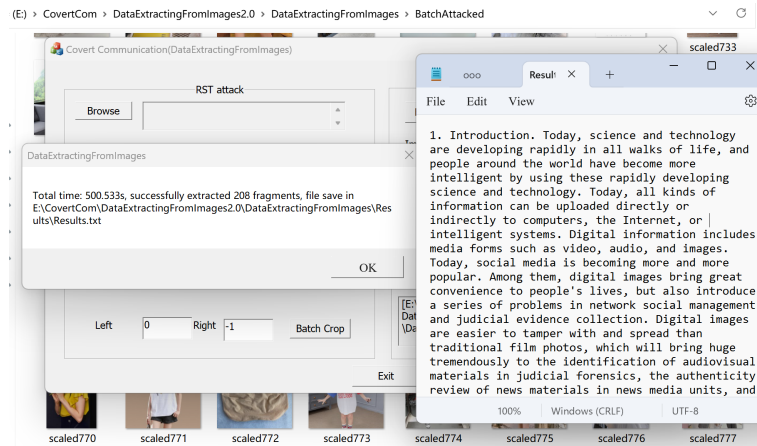 (E:) > CovertCom > DataExtractingFromImages2.0 > DataExtractingFromImages > BatchAttacked
scaled733
Covert Communication(DataExtractingFromImages)
RST attack
Browse
DataExtractingFromImages
Total time: 500.533s, successfully extracted 208 fragments, file save in
E:\CovertCom\DataExtractingFromImages2.0\DataExtractingFromImages\Res
ults\Results.txt
OK
[E:\
Dat
\Da
Left 0 Right -1 Batch Crop
Exit
ooo Result
File Edit View
1. Introduction. Today, science and technology
are developing rapidly in all walks of life, and
people around the world have become more
intelligent by using these rapidly developing
science and technology. Today, all kinds of
information can be uploaded directly or
indirectly to computers, the Internet, or
intelligent systems. Digital information includes
media forms such as video, audio, and images.
Today, social media is becoming more and more
popular. Among them, digital images bring great
convenience to people's lives, but also introduce
a series of problems in network social management
and judicial evidence collection. Digital images
are easier to tamper with and spread than
traditional film photos, which will bring huge
tremendously to the identification of audiovisual
materials in judicial forensics, the authenticity
review of news materials in news media units, and
100% Windows (CRLF) UTF-8
scaled770 scaled771 scaled772 scaled773 scaled774 scaled775 scaled776 scaled777